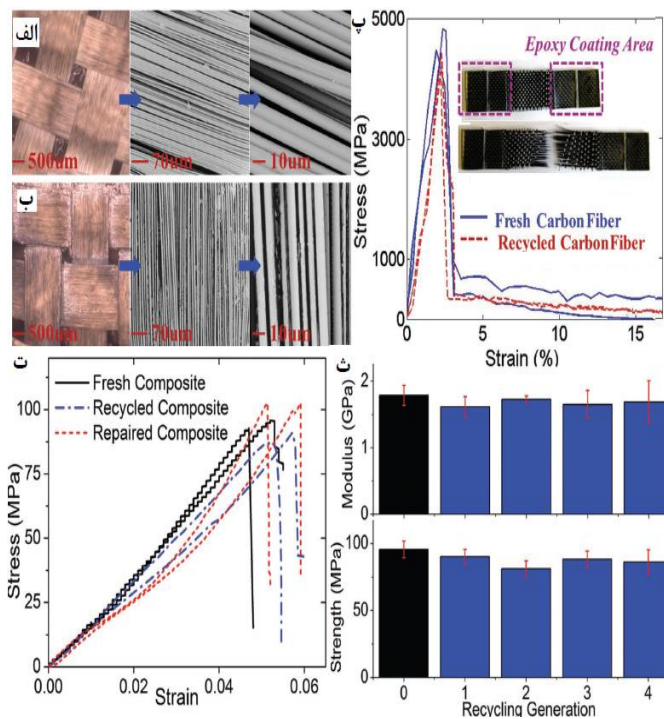 الف
500um
70um
10um
ب
500um
70um
10um
Stress (MPa)
5000
3000
1000
0
0
5
10
15
Strain (%)
Epoxy Coating Area
Fresh Carbon Fiber
Recycled Carbon Fiber
ت
Stress (MPa)
100
75
50
25
0
0.00
0.02
0.04
0.06
Strain
Fresh Composite
Recycled Composite
Repaired Composite
Modulus (GPa)
2
1
0
Strength (MPa)
100
50
0
0
1
2
3
4
Recycling Generation